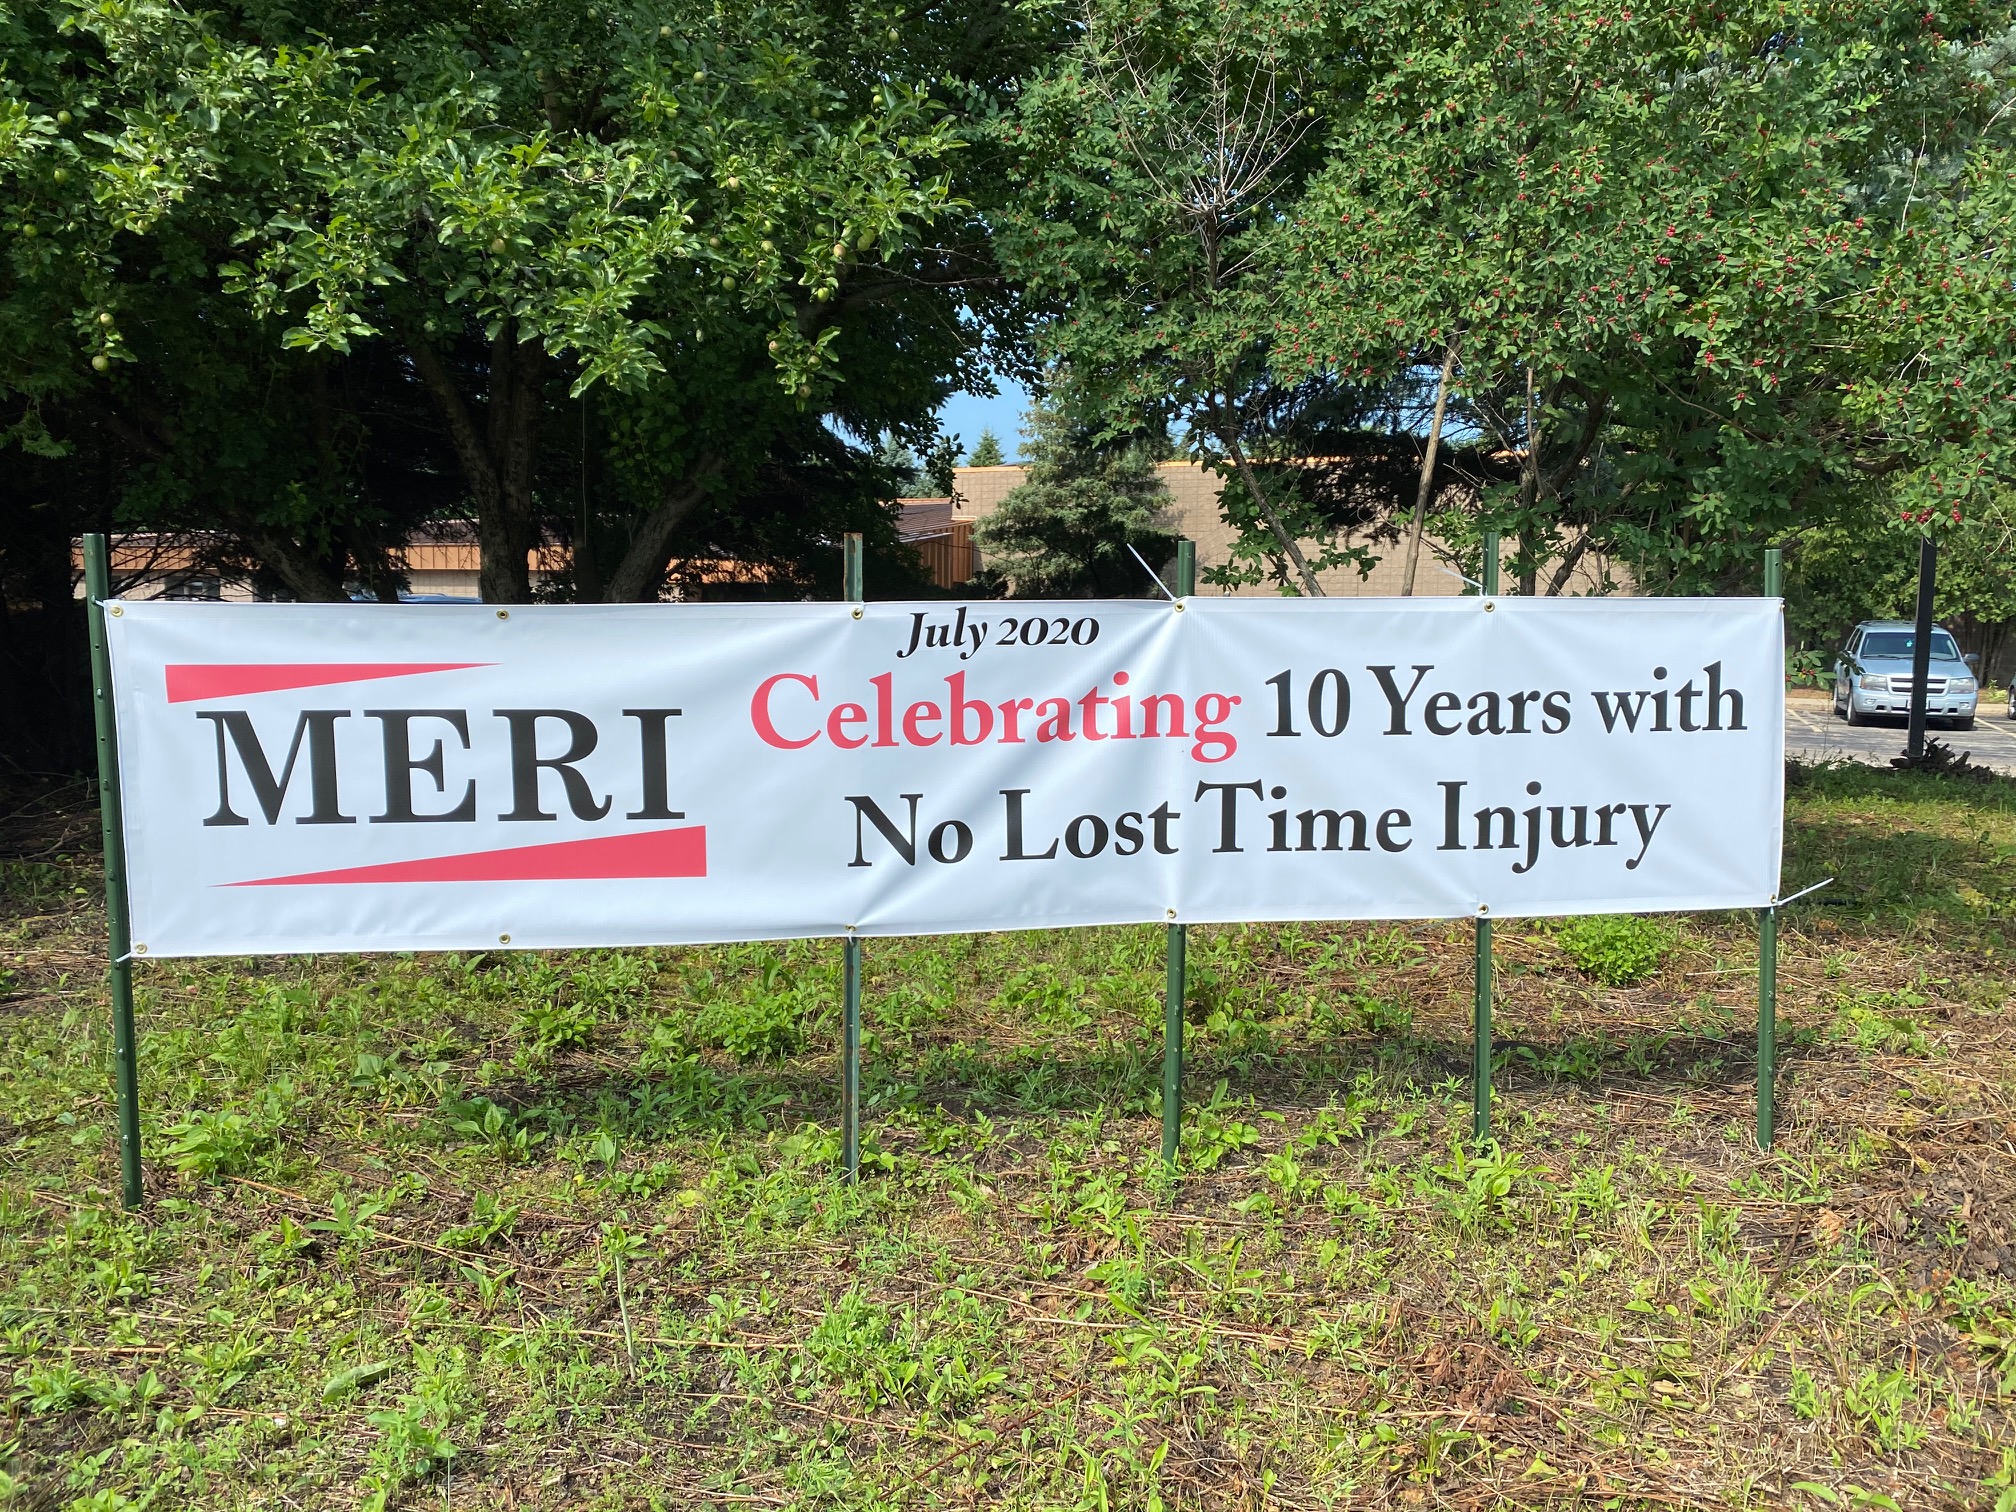 MERI
July 2020
Celebrating 10 Years with
No Lost Time Injury